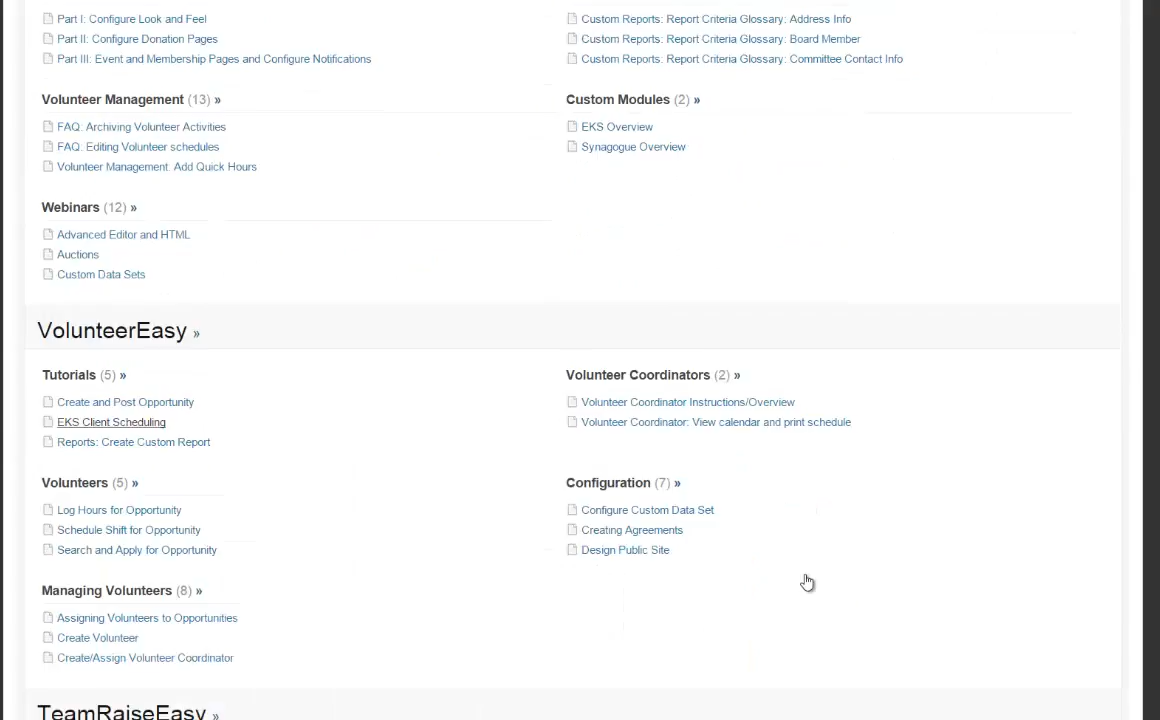 Part I: Configure Look and Feel
Part II: Configure Donation Pages
Part III: Event and Membership Pages and Configure Notifications
Custom Reports: Report Criteria Glossary: Address Info
Custom Reports: Report Criteria Glossary: Board Member
Custom Reports: Report Criteria Glossary: Committee Contact Info
Volunteer Management (13) »
FAQ: Archiving Volunteer Activities
FAQ: Editing Volunteer schedules
Volunteer Management: Add Quick Hours
Custom Modules (2) »
EKS Overview
Synagogue Overview
Webinars (12) »
Advanced Editor and HTML
Auctions
Custom Data Sets
VolunteerEasy »
Tutorials (5) »
Create and Post Opportunity
EKS Client Scheduling
Reports: Create Custom Report
Volunteer Coordinators (2) »
Volunteer Coordinator Instructions/Overview
Volunteer Coordinator: View calendar and print schedule
Volunteers (5) »
Log Hours for Opportunity
Schedule Shift for Opportunity
Search and Apply for Opportunity
Configuration (7) »
Configure Custom Data Set
Creating Agreements
Design Public Site
Managing Volunteers (8) »
Assigning Volunteers to Opportunities
Create Volunteer
Create/Assign Volunteer Coordinator
TeamRaiseEasy »